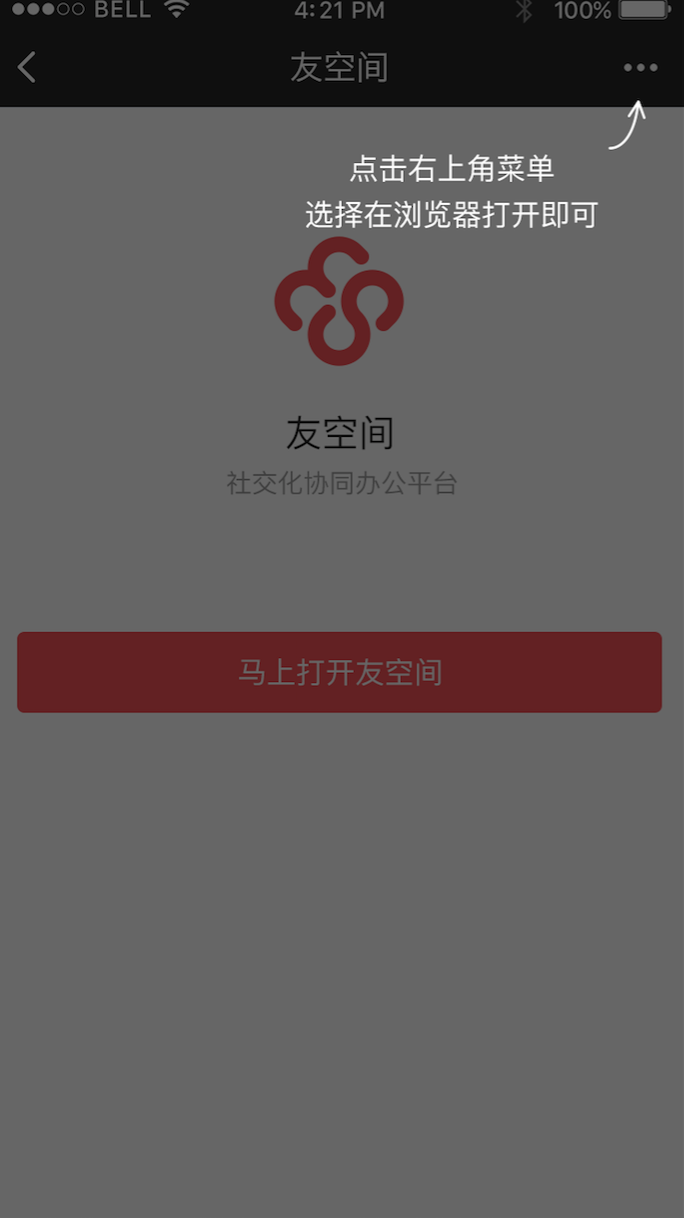 BELL 4:21 PM 100%
友空间
点击右上角菜单
选择在浏览器打开即可
友空间
社交化协同办公平台
马上打开友空间